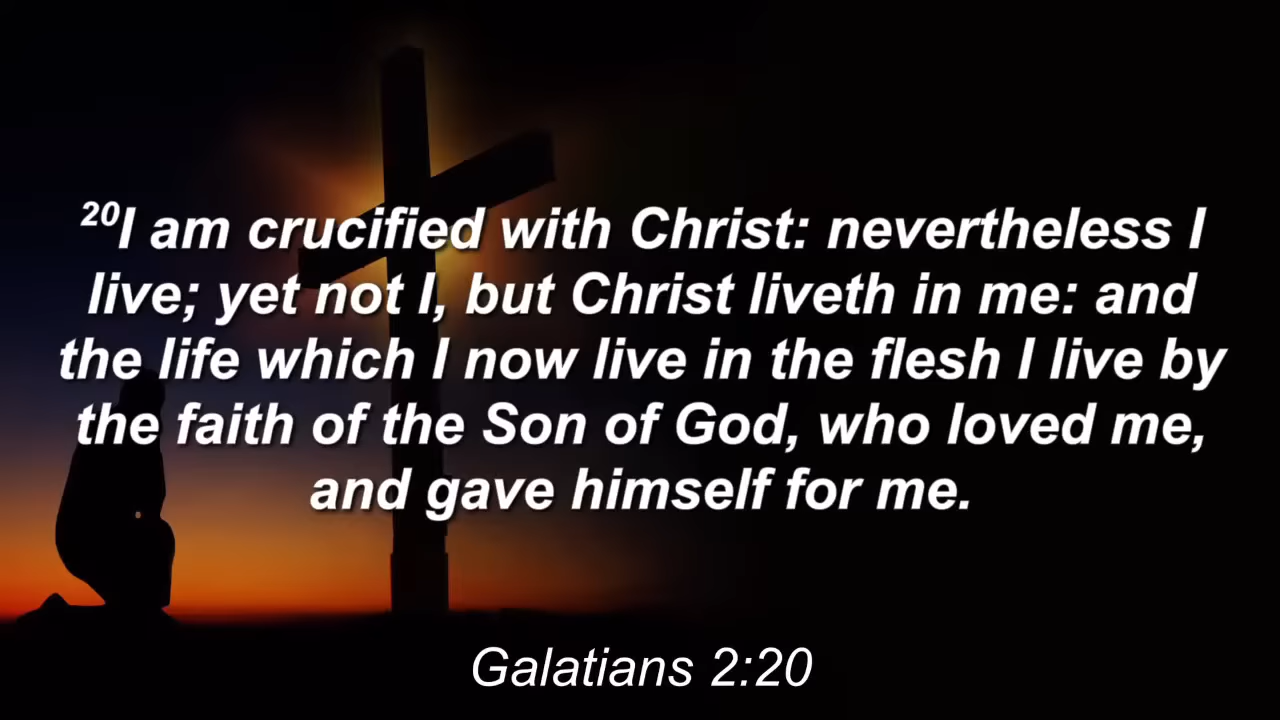 ²⁰I am crucified with Christ: nevertheless I
live; yet not I, but Christ liveth in me: and
the life which I now live in the flesh I live by
the faith of the Son of God, who loved me,
and gave himself for me.
Galatians 2:20